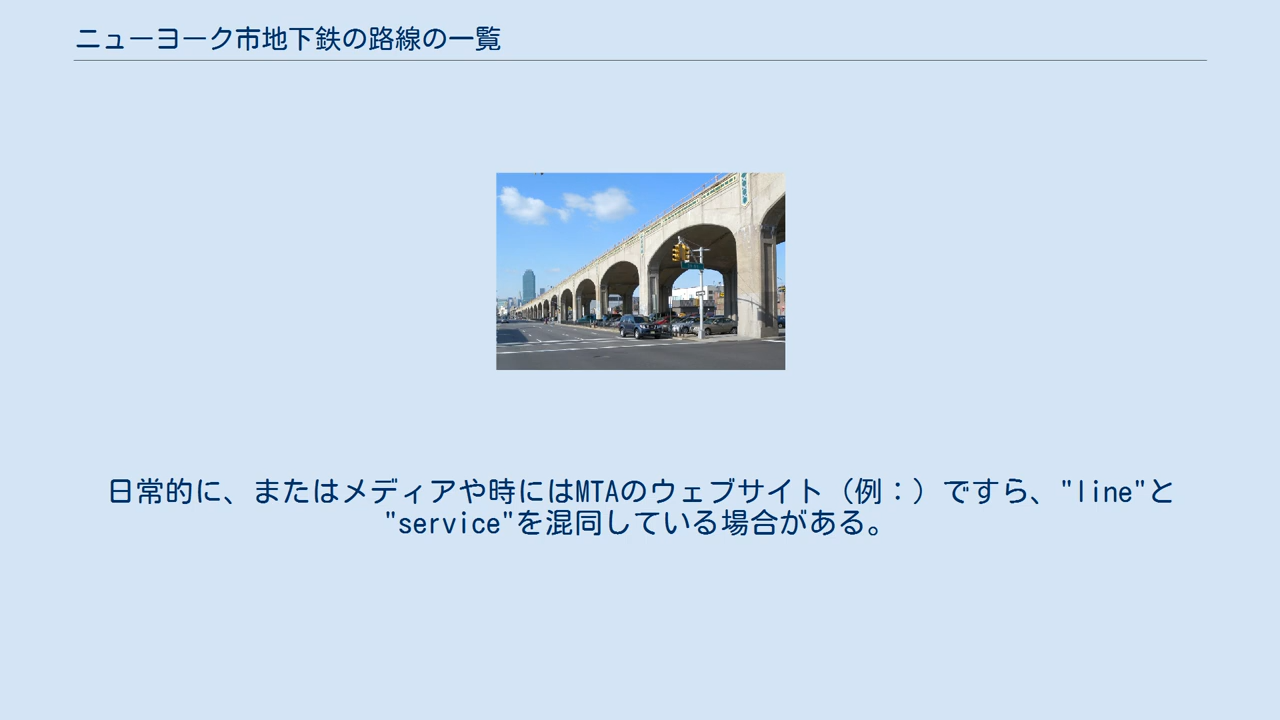 ニューヨーク市地下鉄の路線の一覧
日常的に、またはメディアや時にはMTAのウェブサイト（例：）ですら、"line"と
"service"を混同している場合がある。